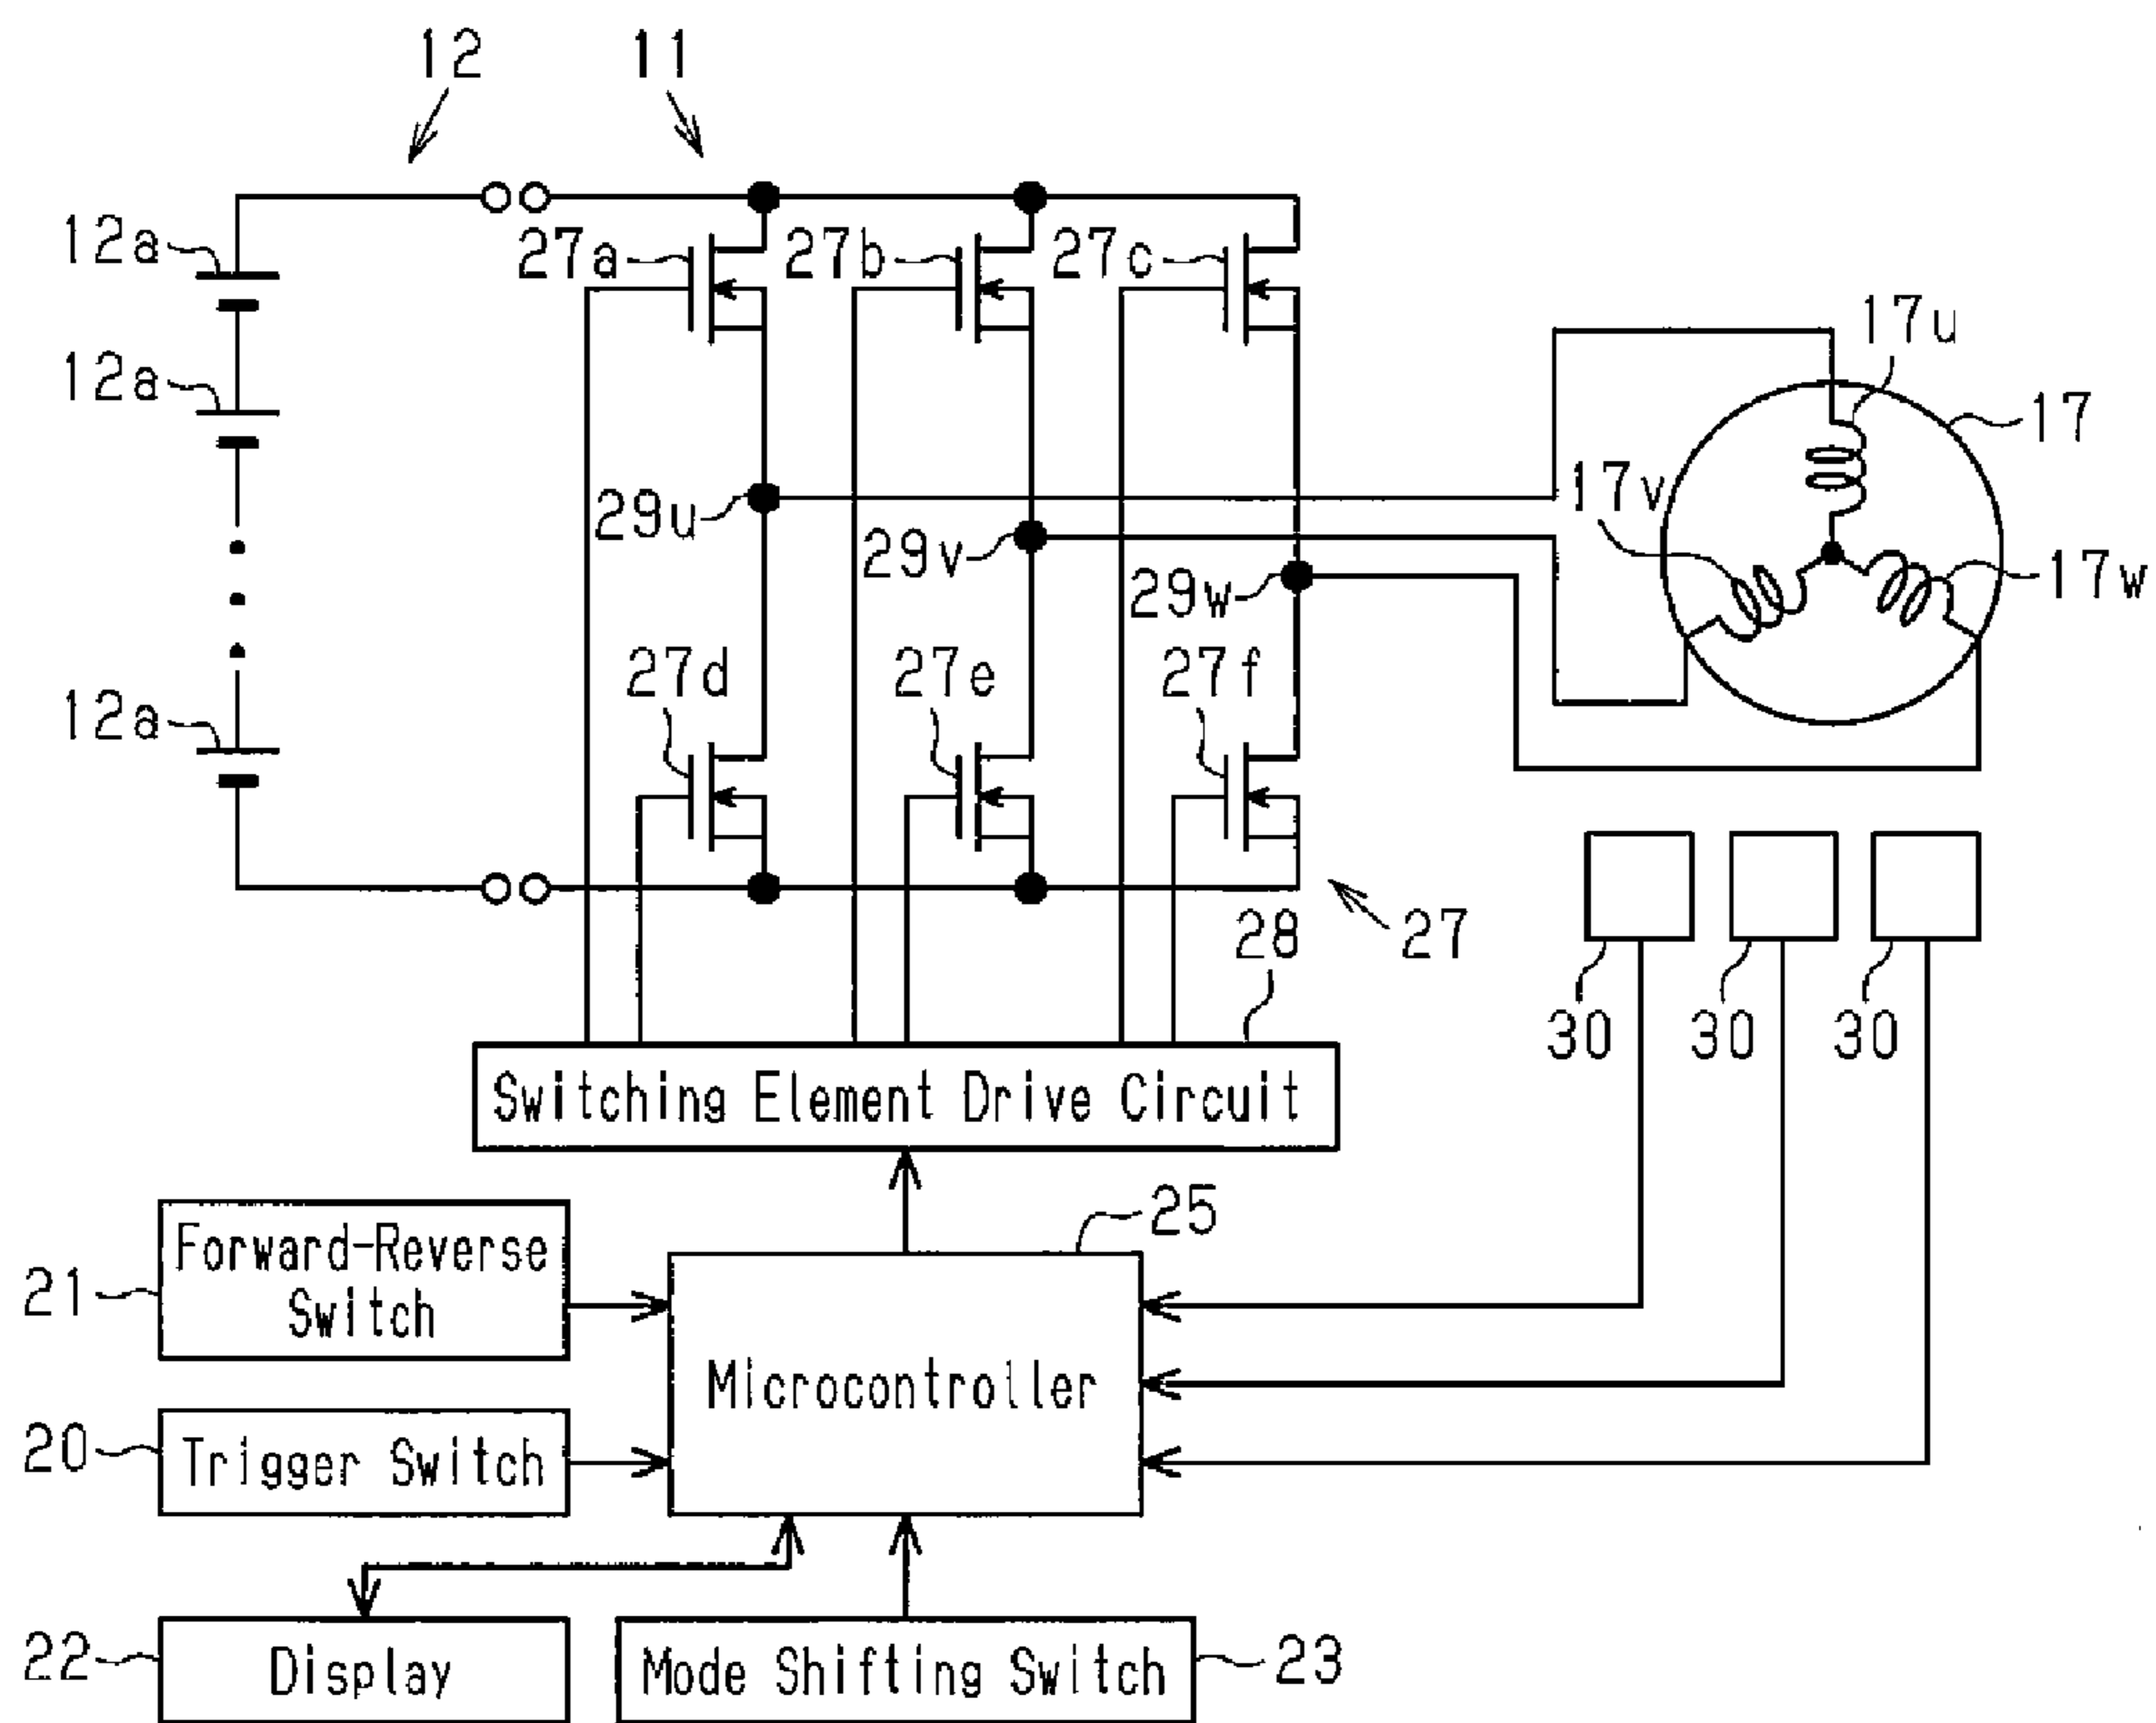 12 11
12a 27a 27b 27c
17u
12a 17
17v
29u 29v 29w 17w
27d 27e 27f
12a
28 27
30 30 30
Switching Element Drive Circuit
25
21 Forward-Reverse
Switch
Microcontroller
20 Trigger Switch
22 Display Mode Shifting Switch 23